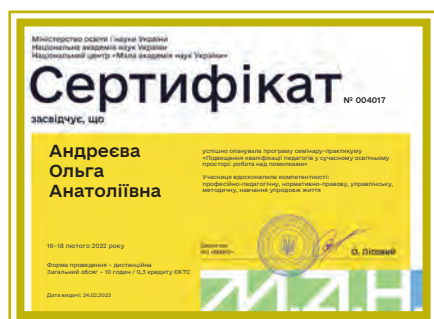 Міністерство освіти і науки України
Національна академія наук України
Національний центр «Мала академія наук України»
Сертифікат
№ 004017
засвідчує, що
Андреєва
Ольга
Анатоліївна
успішно опанувала програму семінару-практикуму
«Підвищення кваліфікації педагогів у сучасному освітньому
просторі: робота над помилками»
Учасниця вдосконалила компетентності:
професійно-педагогічну, нормативно-правову, управлінську,
методичну, навчання упродовж життя
16–18 лютого 2022 року
О. Лісовий
Форма проведення – дистанційна
Загальний обсяг – 10 годин / 0,3 кредиту ЄКТС
Дата видачі: 24.02.2022
М.А.Н.